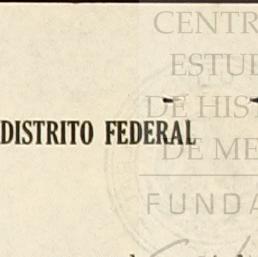 CENTR
ESTU
DE HIS
DISTRITO FEDERAL
DE ME
FUNDA